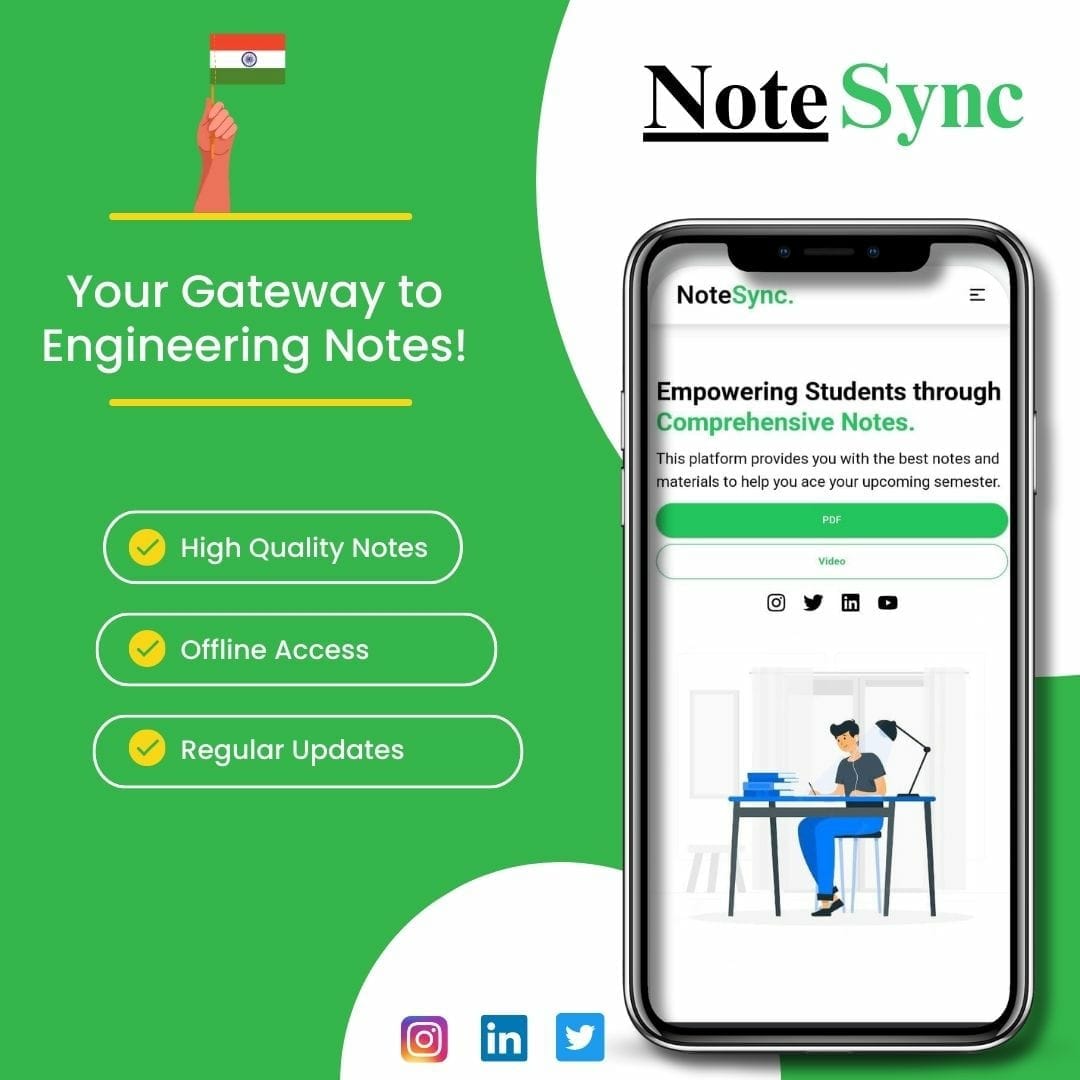 Note Sync
Your Gateway to
Engineering Notes!
High Quality Notes
Offline Access
Regular Updates
NoteSync.
Empowering Students through
Comprehensive Notes.
This platform provides you with the best notes and
materials to help you ace your upcoming semester.
PDF
Video
in
in